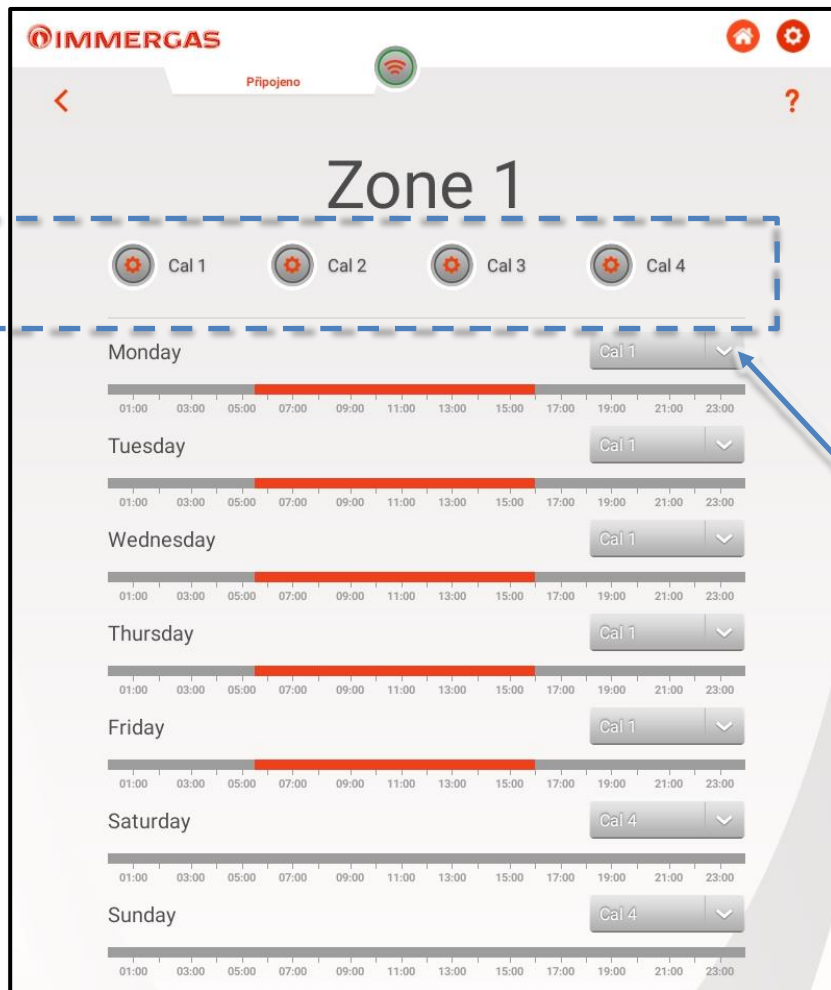 IMMERGAS
Připojeno
?
Zone 1
Cal 1 Cal 2 Cal 3 Cal 4
Monday Cal 1
01:00 03:00 05:00 07:00 09:00 11:00 13:00 15:00 17:00 19:00 21:00 23:00
Tuesday Cal 1
01:00 03:00 05:00 07:00 09:00 11:00 13:00 15:00 17:00 19:00 21:00 23:00
Wednesday Cal 1
01:00 03:00 05:00 07:00 09:00 11:00 13:00 15:00 17:00 19:00 21:00 23:00
Thursday Cal 1
01:00 03:00 05:00 07:00 09:00 11:00 13:00 15:00 17:00 19:00 21:00 23:00
Friday Cal 1
01:00 03:00 05:00 07:00 09:00 11:00 13:00 15:00 17:00 19:00 21:00 23:00
Saturday Cal 4
01:00 03:00 05:00 07:00 09:00 11:00 13:00 15:00 17:00 19:00 21:00 23:00
Sunday Cal 4
01:00 03:00 05:00 07:00 09:00 11:00 13:00 15:00 17:00 19:00 21:00 23:00